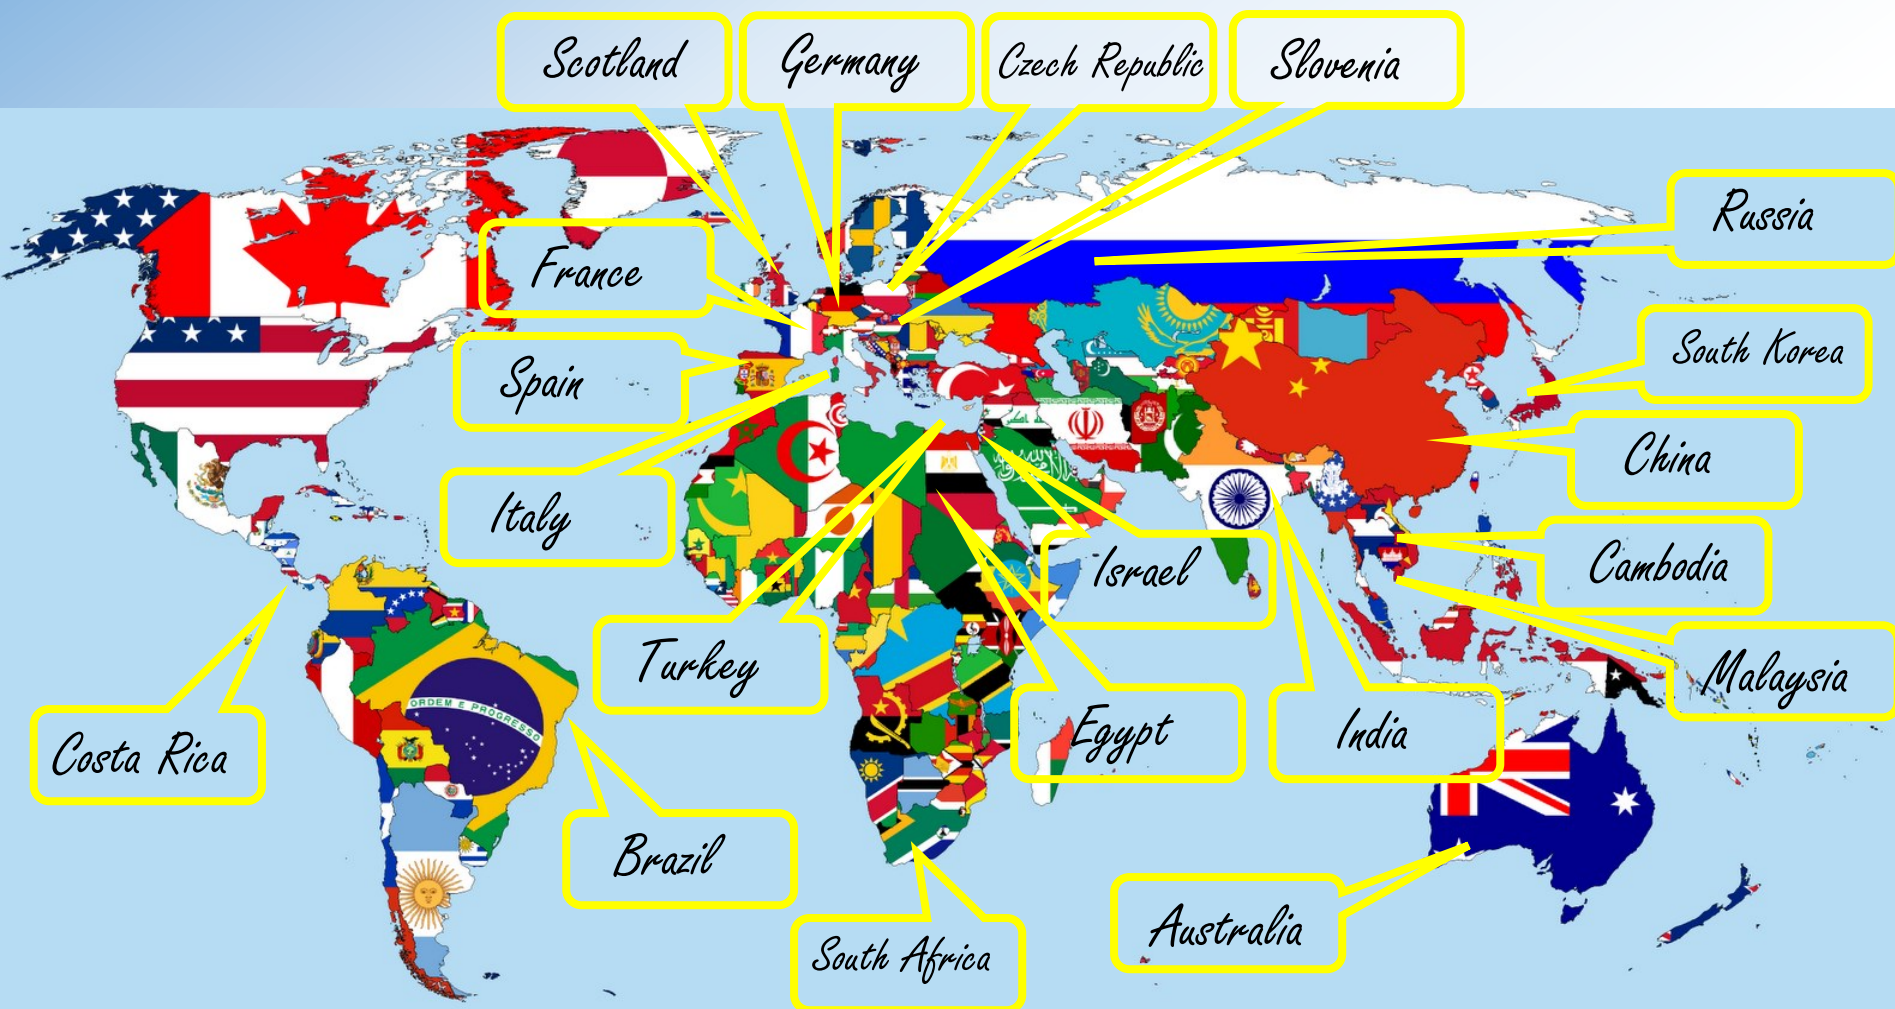 Scotland
Germany
Czech Republic
Slovenia
Russia
France
South Korea
Spain
China
Italy
Israel
Cambodia
Turkey
Malaysia
Egypt
India
Costa Rica
ORDEM E PROGRESSO
Brazil
Australia
South Africa